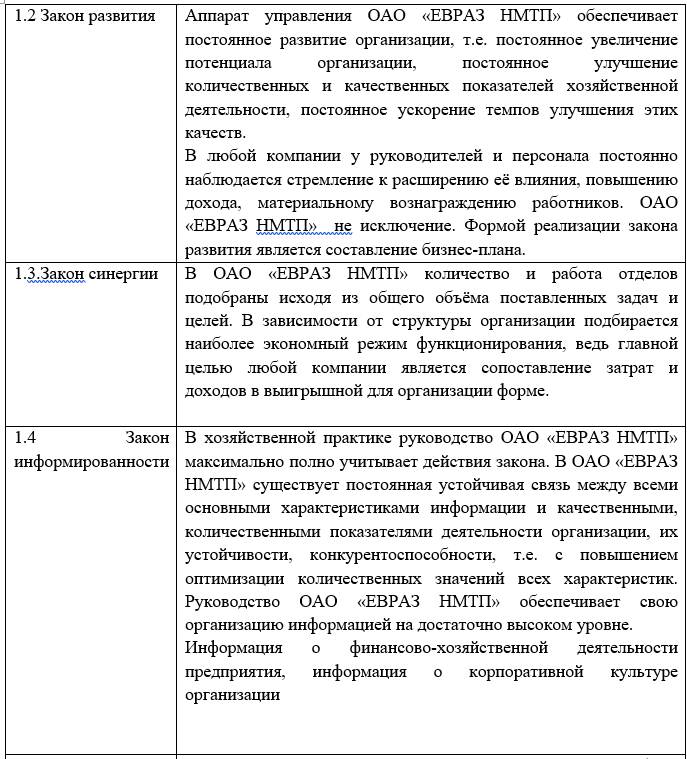 1.2 Закон развития
Аппарат управления ОАО «ЕВРАЗ НМТП» обеспечивает
постоянное развитие организации, т.е. постоянное увеличение
потенциала организации, постоянное улучшение
количественных и качественных показателей хозяйственной
деятельности, постоянное ускорение темпов улучшения этих
качеств.
В любой компании у руководителей и персонала постоянно
наблюдается стремление к расширению её влияния, повышению
дохода, материальному вознаграждению работников. ОАО
«ЕВРАЗ НМТП» не исключение. Формой реализации закона
развития является составление бизнес-плана.
1.3.Закон синергии
В ОАО «ЕВРАЗ НМТП» количество и работа отделов
подобраны исходя из общего объёма поставленных задач и
целей. В зависимости от структуры организации подбирается
наиболее экономный режим функционирования, ведь главной
целью любой компании является сопоставление затрат и
доходов в выигрышной для организации форме.
1.4 Закон
информированности
В хозяйственной практике руководство ОАО «ЕВРАЗ НМТП»
максимально полно учитывает действия закона. В ОАО «ЕВРАЗ
НМТП» существует постоянная устойчивая связь между всеми
основными характеристиками информации и качественными,
количественными показателями деятельности организации, их
устойчивости, конкурентоспособности, т.е. с повышением
оптимизации количественных значений всех характеристик.
Руководство ОАО «ЕВРАЗ НМТП» обеспечивает свою
организацию информацией на достаточно высоком уровне.
Информация о финансово-хозяйственной деятельности
предприятия, информация о корпоративной культуре
организации